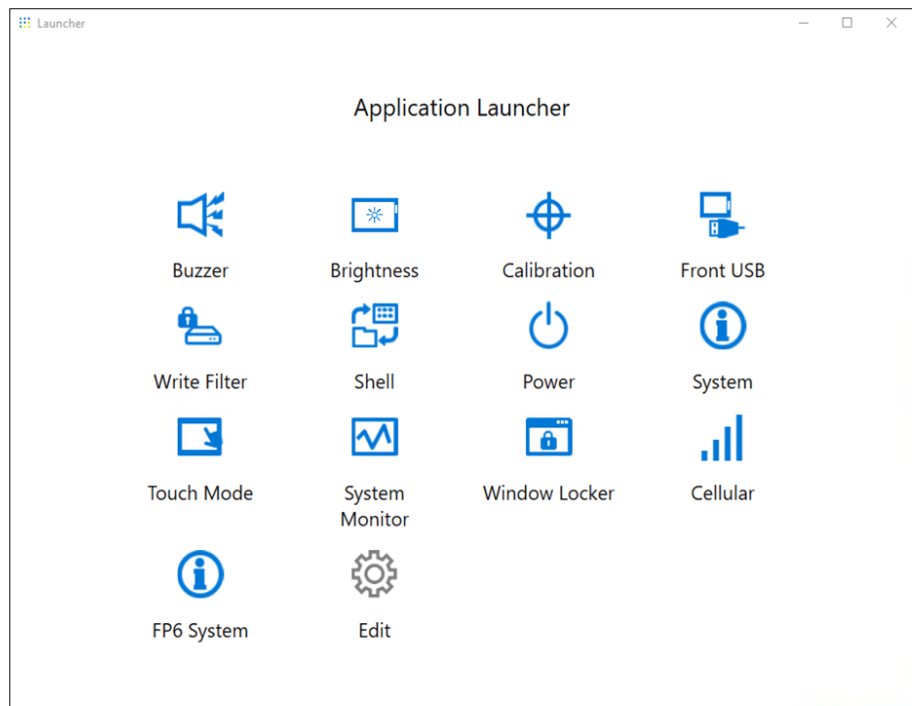 Launcher
Application Launcher
Buzzer
Brightness
Calibration
Front USB
Write Filter
Shell
Power
System
Touch Mode
System
Monitor
Window Locker
Cellular
FP6 System
Edit